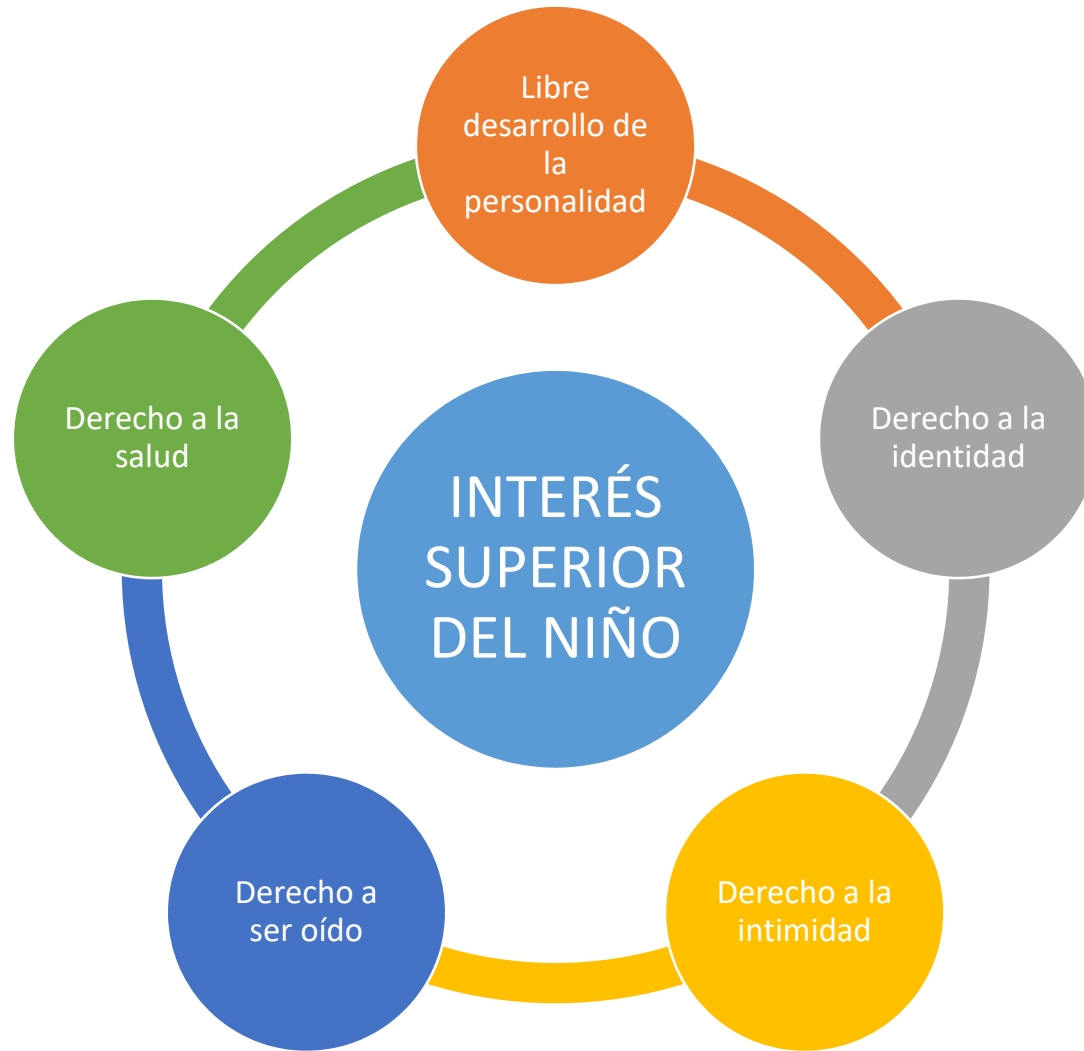 Libre
desarrollo de
la
personalidad
Derecho a la
identidad
Derecho a la
intimidad
Derecho a
ser oído
Derecho a la
salud
INTERÉS
SUPERIOR
DEL NIÑO